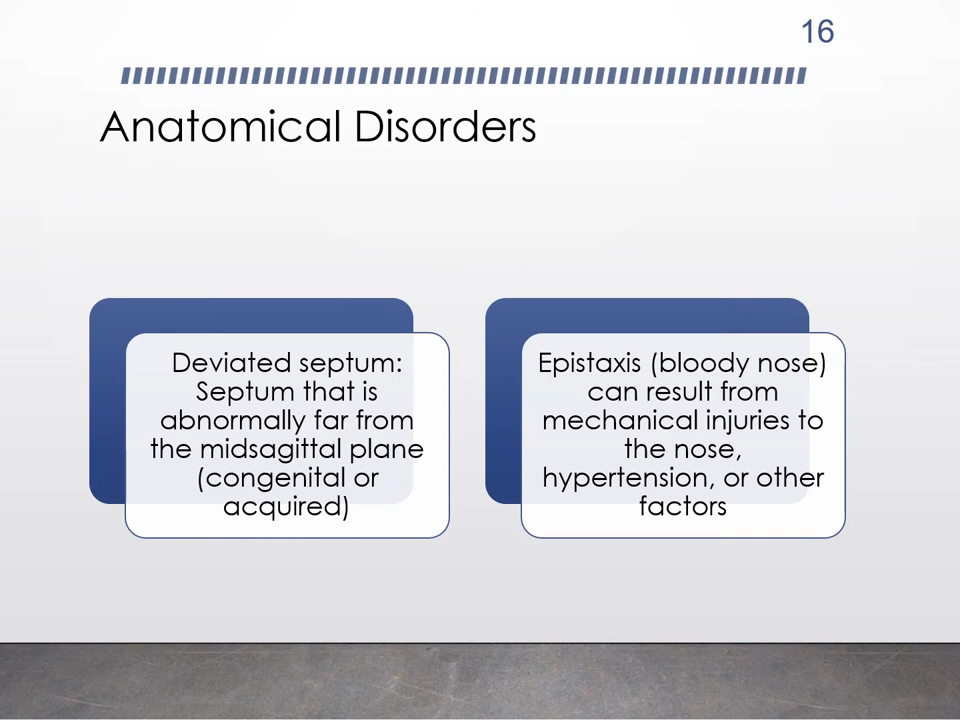 16
Anatomical Disorders
Deviated septum:
Septum that is
abnormally far from
the midsagittal plane
(congenital or
acquired)
Epistaxis (bloody nose)
can result from
mechanical injuries to
the nose,
hypertension, or other
factors